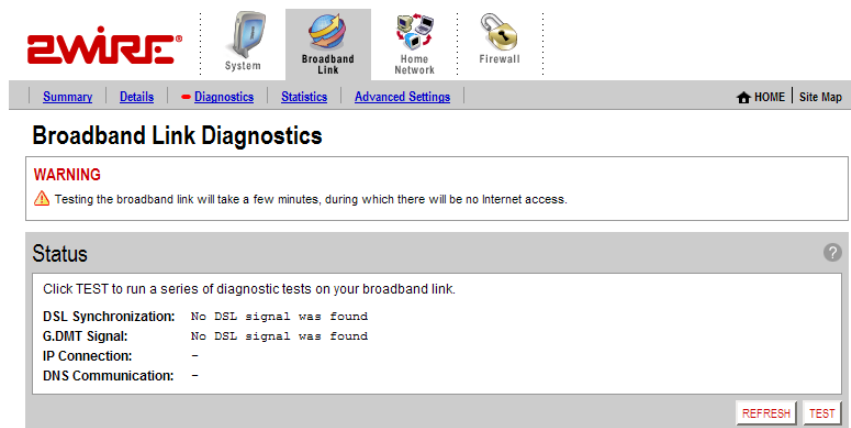 2WIRE®
System
Broadband Link
Home Network
Firewall
Summary Details Diagnostics Statistics Advanced Settings HOME Site Map
Broadband Link Diagnostics
WARNING
Testing the broadband link will take a few minutes, during which there will be no Internet access.
Status ?
Click TEST to run a series of diagnostic tests on your broadband link.
DSL Synchronization: No DSL signal was found
G.DMT Signal: No DSL signal was found
IP Connection: –
DNS Communication: –
REFRESH TEST